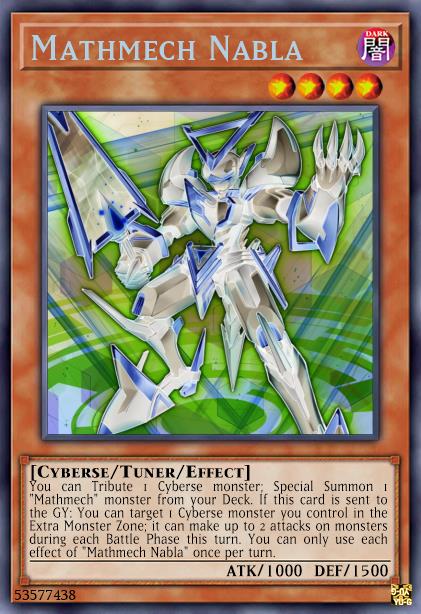 MATHMECH NABLA
DARK
闇
[CYBERSE/TUNER/EFFECT]
You can Tribute 1 Cyberse monster; Special Summon 1
"Mathmech" monster from your Deck. If this card is sent to
the GY: You can target 1 Cyberse monster you control in the
Extra Monster Zone; it can make up to 2 attacks on monsters
during each Battle Phase this turn. You can only use each
effect of "Mathmech Nabla" once per turn.
ATK/1000 DEF/1500
53577438